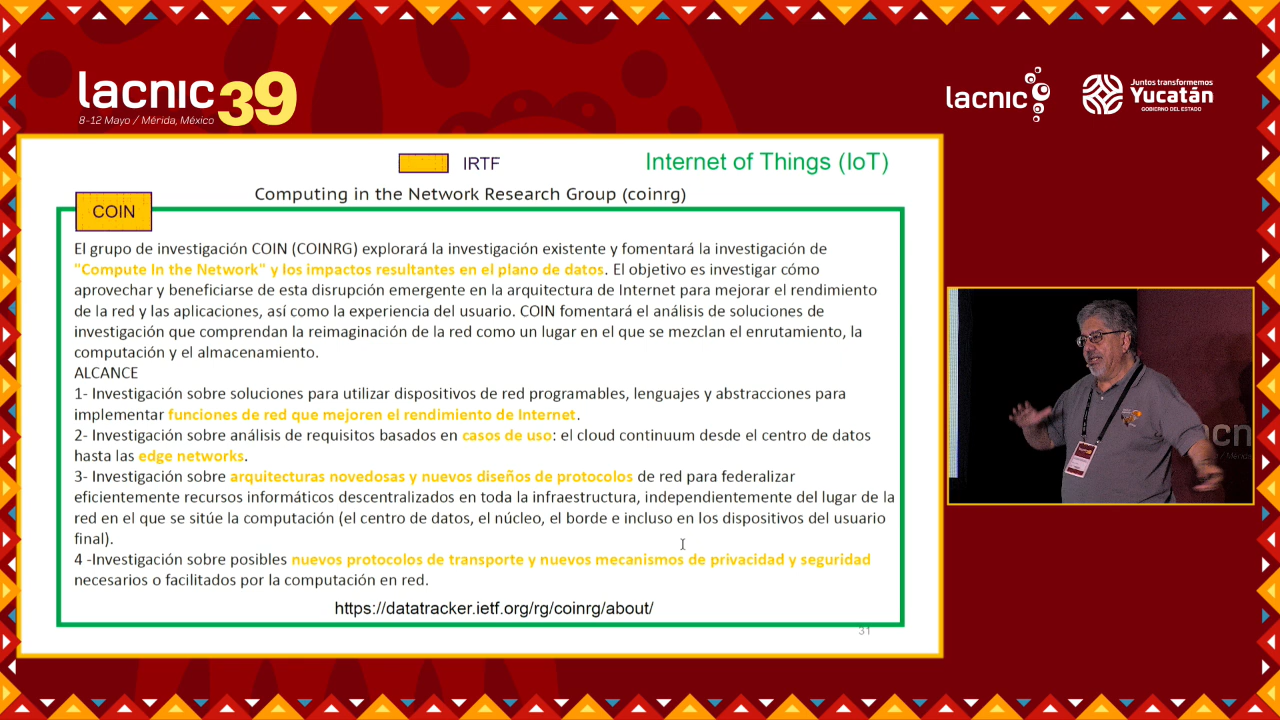 lacnic 39
8-12 Mayo / Mérida, México
lacnic
Juntos transformemos
Yucatán
GOBIERNO DEL ESTADO
IRTF
Internet of Things (IoT)
Computing in the Network Research Group (coinrg)
COIN
El grupo de investigación COIN (COINRG) explorará la investigación existente y fomentará la investigación de
"Compute In the Network" y los impactos resultantes en el plano de datos. El objetivo es investigar cómo
aprovechar y beneficiarse de esta disrupción emergente en la arquitectura de Internet para mejorar el rendimiento
de la red y las aplicaciones, así como la experiencia del usuario. COIN fomentará el análisis de soluciones de
investigación que comprendan la reimaginación de la red como un lugar en el que se mezclan el enrutamiento, la
computación y el almacenamiento.
ALCANCE
1- Investigación sobre soluciones para utilizar dispositivos de red programables, lenguajes y abstracciones para
implementar funciones de red que mejoren el rendimiento de Internet.
2- Investigación sobre análisis de requisitos basados en casos de uso: el cloud continuum desde el centro de datos
hasta las edge networks.
3- Investigación sobre arquitecturas novedosas y nuevos diseños de protocolos de red para federalizar
eficientemente recursos informáticos descentralizados en toda la infraestructura, independientemente del lugar de la
red en el que se sitúe la computación (el centro de datos, el núcleo, el borde e incluso en los dispositivos del usuario
final).
4 -Investigación sobre posibles nuevos protocolos de transporte y nuevos mecanismos de privacidad y seguridad
necesarios o facilitados por la computación en red.
https://datatracker.ietf.org/rg/coinrg/about/
31